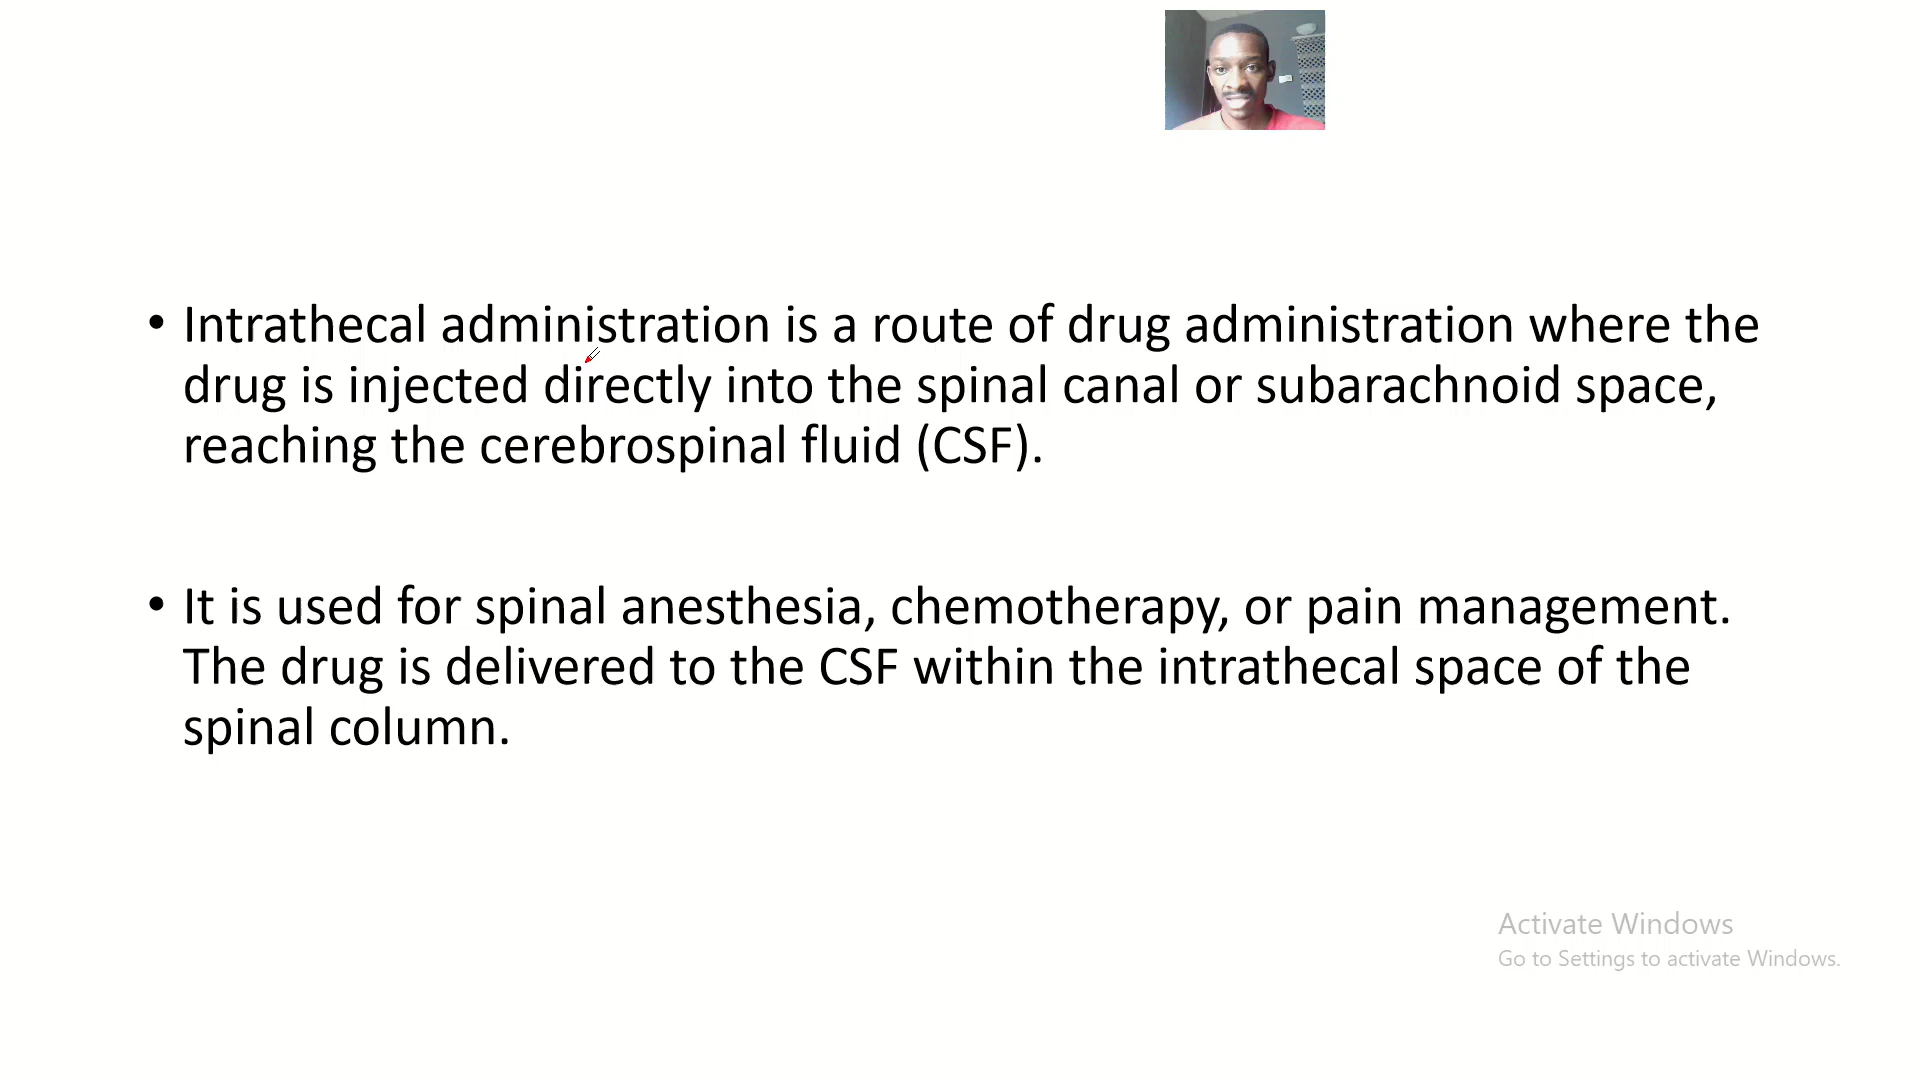 • Intrathecal administration is a route of drug administration where the
drug is injected directly into the spinal canal or subarachnoid space,
reaching the cerebrospinal fluid (CSF).
• It is used for spinal anesthesia, chemotherapy, or pain management.
The drug is delivered to the CSF within the intrathecal space of the
spinal column.
Activate Windows
Go to Settings to activate Windows.